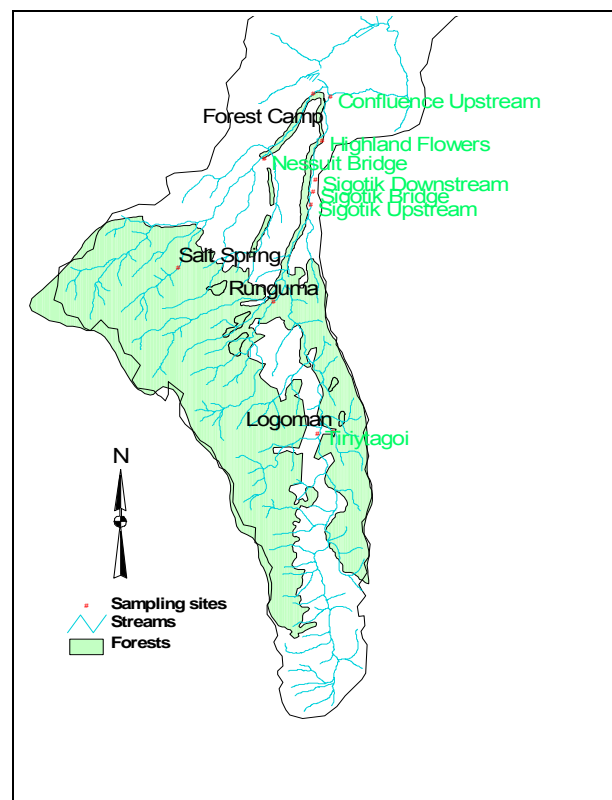 Confluence Upstream
Forest Camp
Highland Flowers
Nessuit Bridge
Sigotik Downstream
Sigotik Bridge
Sigotik Upstream
Salt Spring
Runguma
Logoman
Tiriytagoi
N
Sampling sites
Streams
Forests